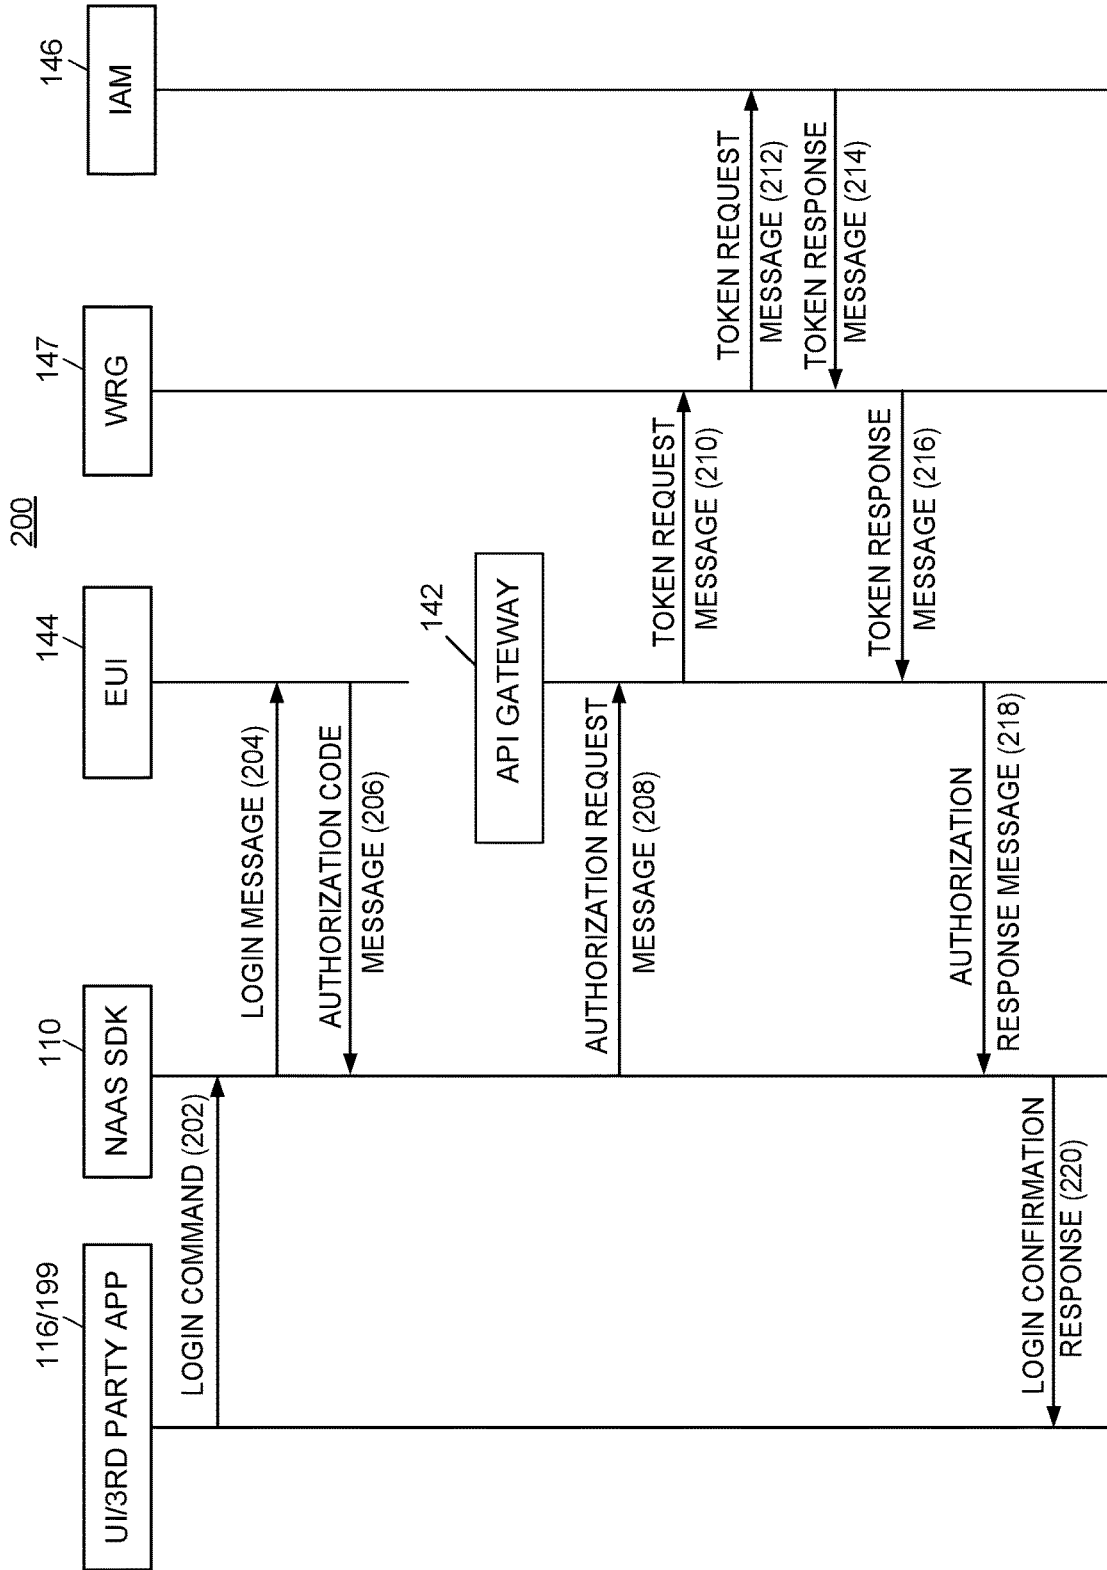 200
116/199
110
144
147
146
UI/3RD PARTY APP
NAAS SDK
EUI
WRG
IAM
LOGIN COMMAND (202)
LOGIN MESSAGE (204)
AUTHORIZATION CODE
MESSAGE (206)
142
API GATEWAY
AUTHORIZATION REQUEST
MESSAGE (208)
TOKEN REQUEST
MESSAGE (210)
TOKEN REQUEST
MESSAGE (212)
TOKEN RESPONSE
MESSAGE (214)
TOKEN RESPONSE
MESSAGE (216)
AUTHORIZATION
RESPONSE MESSAGE (218)
LOGIN CONFIRMATION
RESPONSE (220)